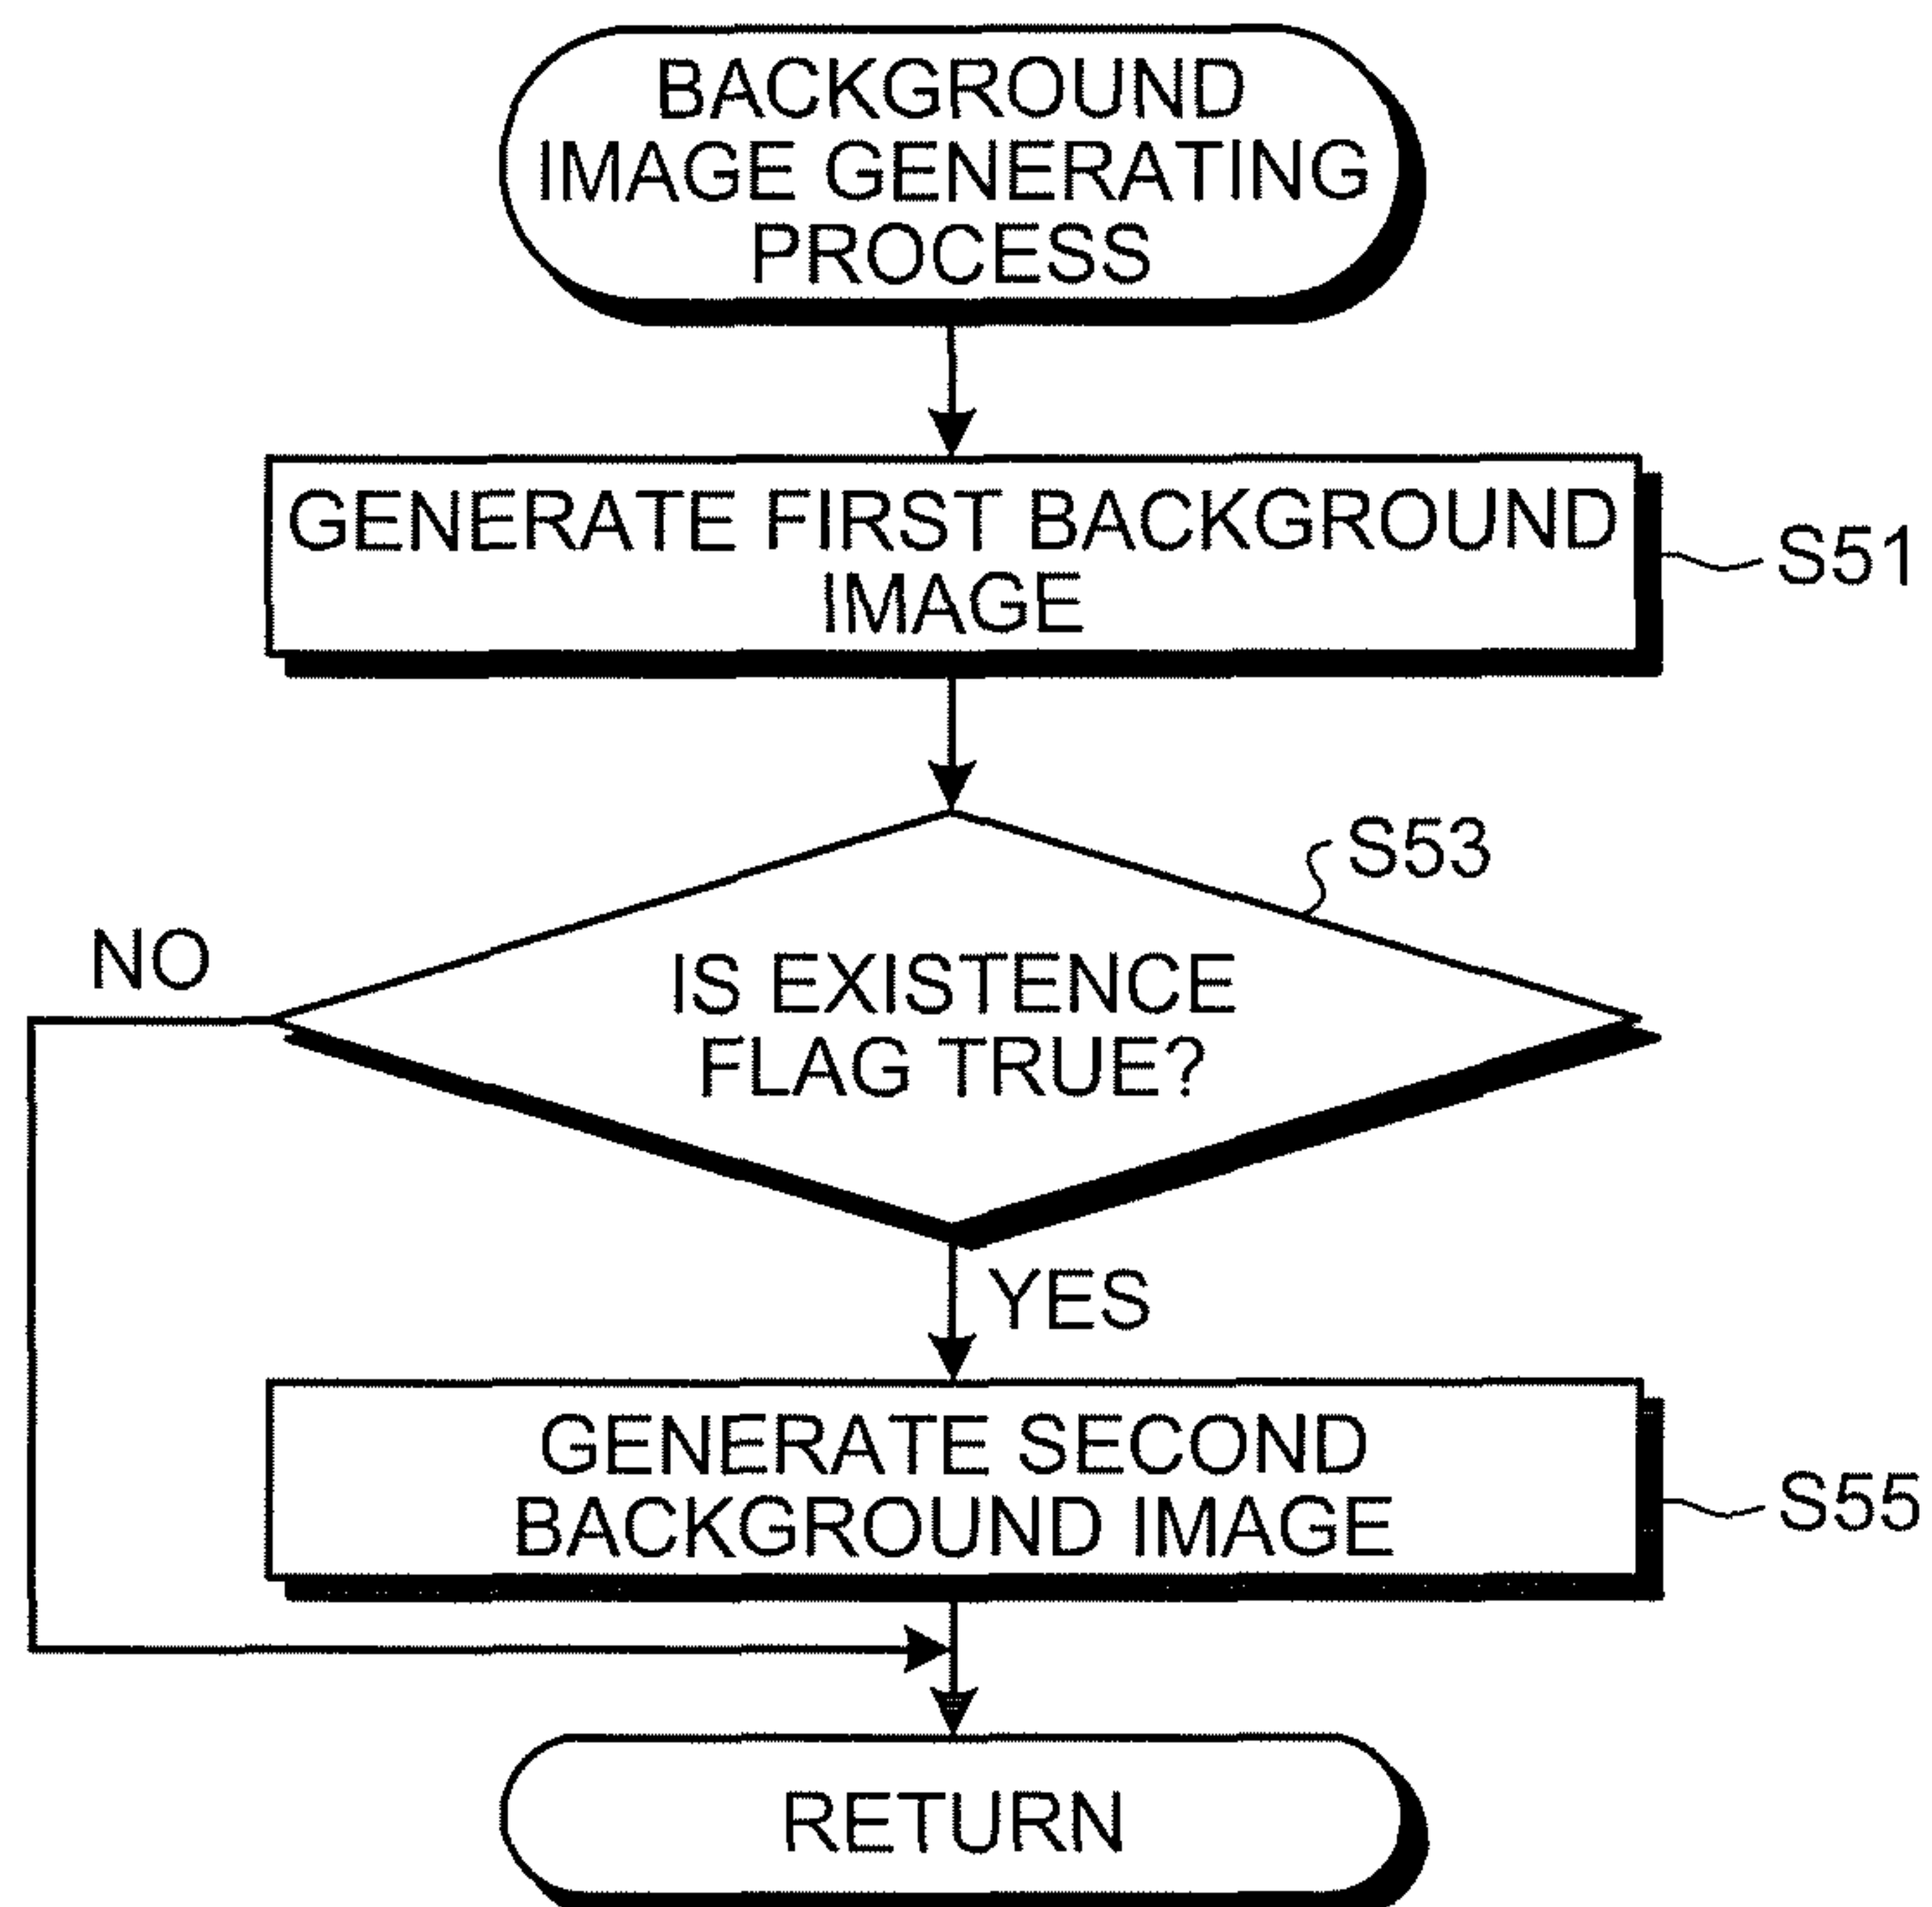 BACKGROUND
IMAGE GENERATING
PROCESS
GENERATE FIRST BACKGROUND
IMAGE
S51
S53
NO
IS EXISTENCE
FLAG TRUE?
YES
GENERATE SECOND
BACKGROUND IMAGE
S55
RETURN